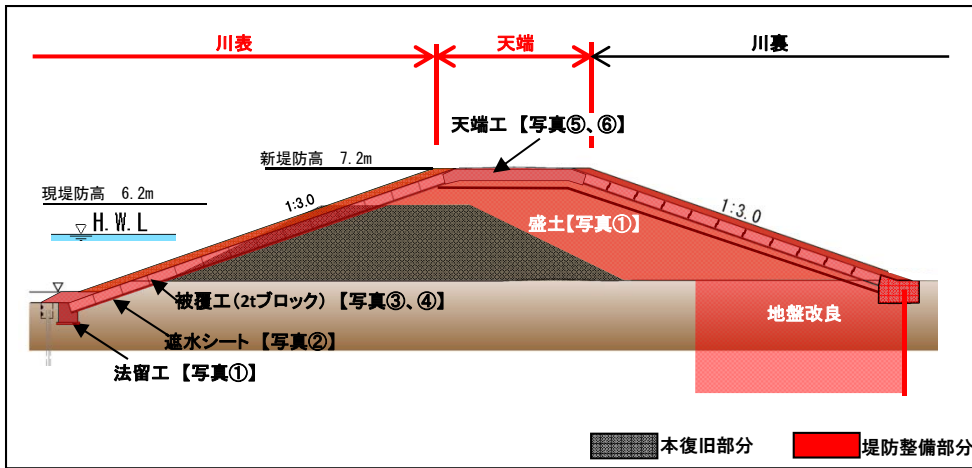 川表
天端
川裏
天端工 【写真⑤、⑥】
新堤防高 7.2m
現堤防高 6.2m
H.W.L
1:3.0
1:3.0
盛土【写真①】
被覆工(2tブロック) 【写真③、④】
地盤改良
遮水シート 【写真②】
法留工 【写真①】
本復旧部分
堤防整備部分